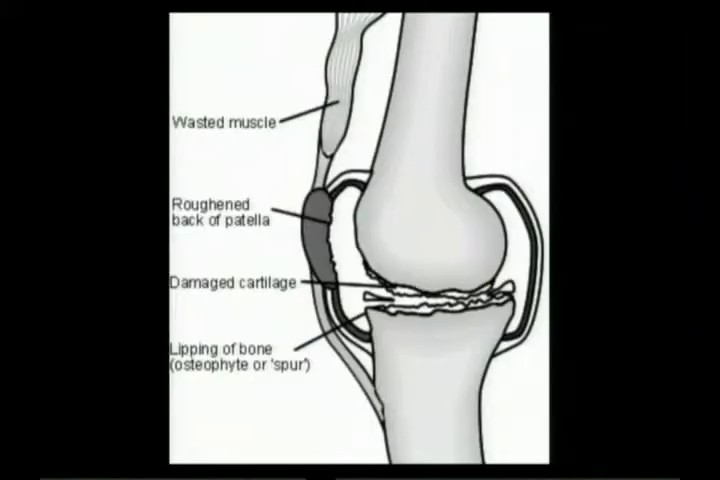 Wasted muscle
Roughened
back of patella
Damaged cartilage
Lipping of bone
(osteophyte or 'spur')